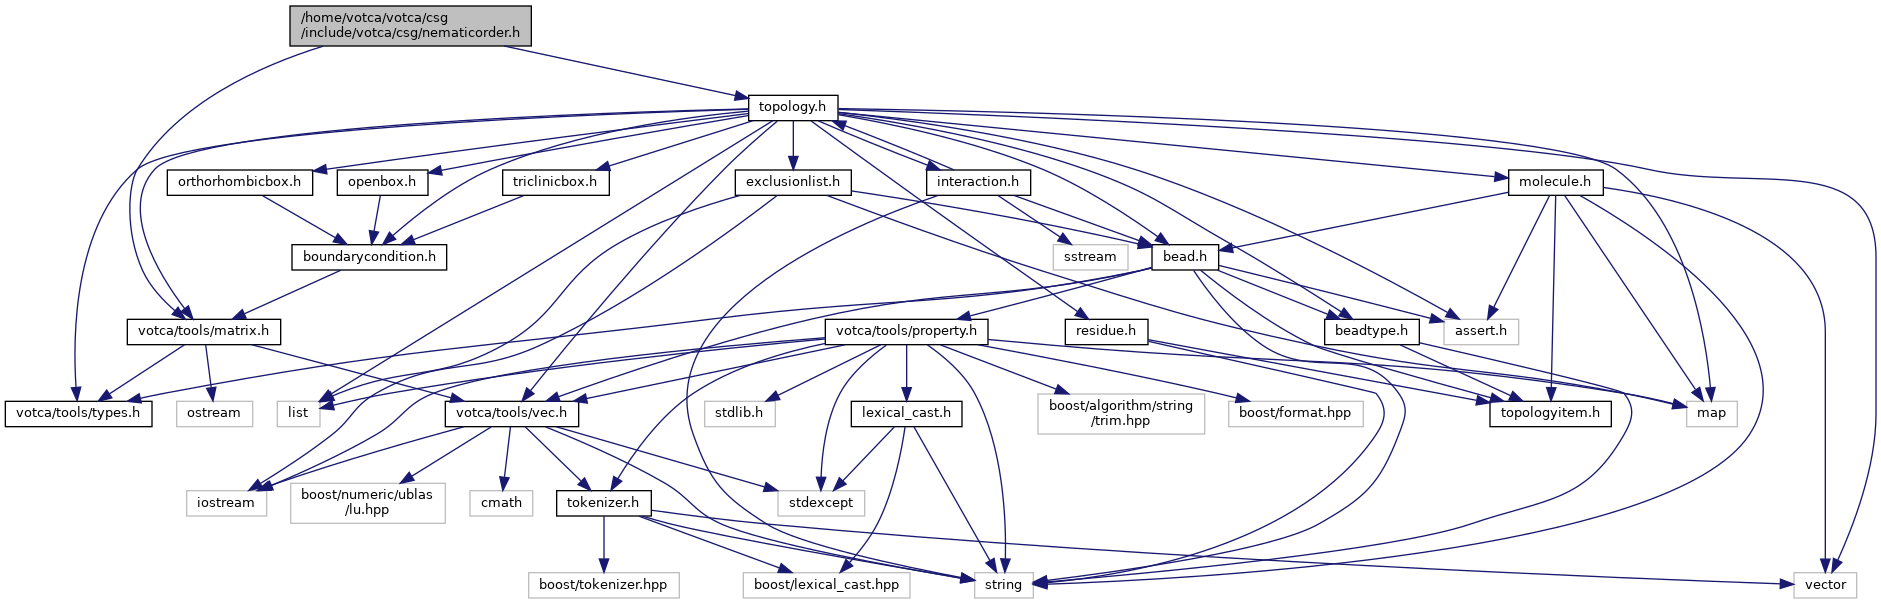 /home/votca/votca/csg
/include/votca/csg/nematicorder.h
topology.h
orthorhombicbox.h
openbox.h
triclinicbox.h
exclusionlist.h
interaction.h
molecule.h
boundarycondition.h
sstream
bead.h
votca/tools/matrix.h
votca/tools/property.h
residue.h
beadtype.h
assert.h
votca/tools/types.h
ostream
list
votca/tools/vec.h
stdlib.h
lexical_cast.h
boost/algorithm/string
/trim.hpp
boost/format.hpp
topologyitem.h
map
iostream
boost/numeric/ublas
/lu.hpp
cmath
tokenizer.h
stdexcept
boost/tokenizer.hpp
boost/lexical_cast.hpp
string
vector